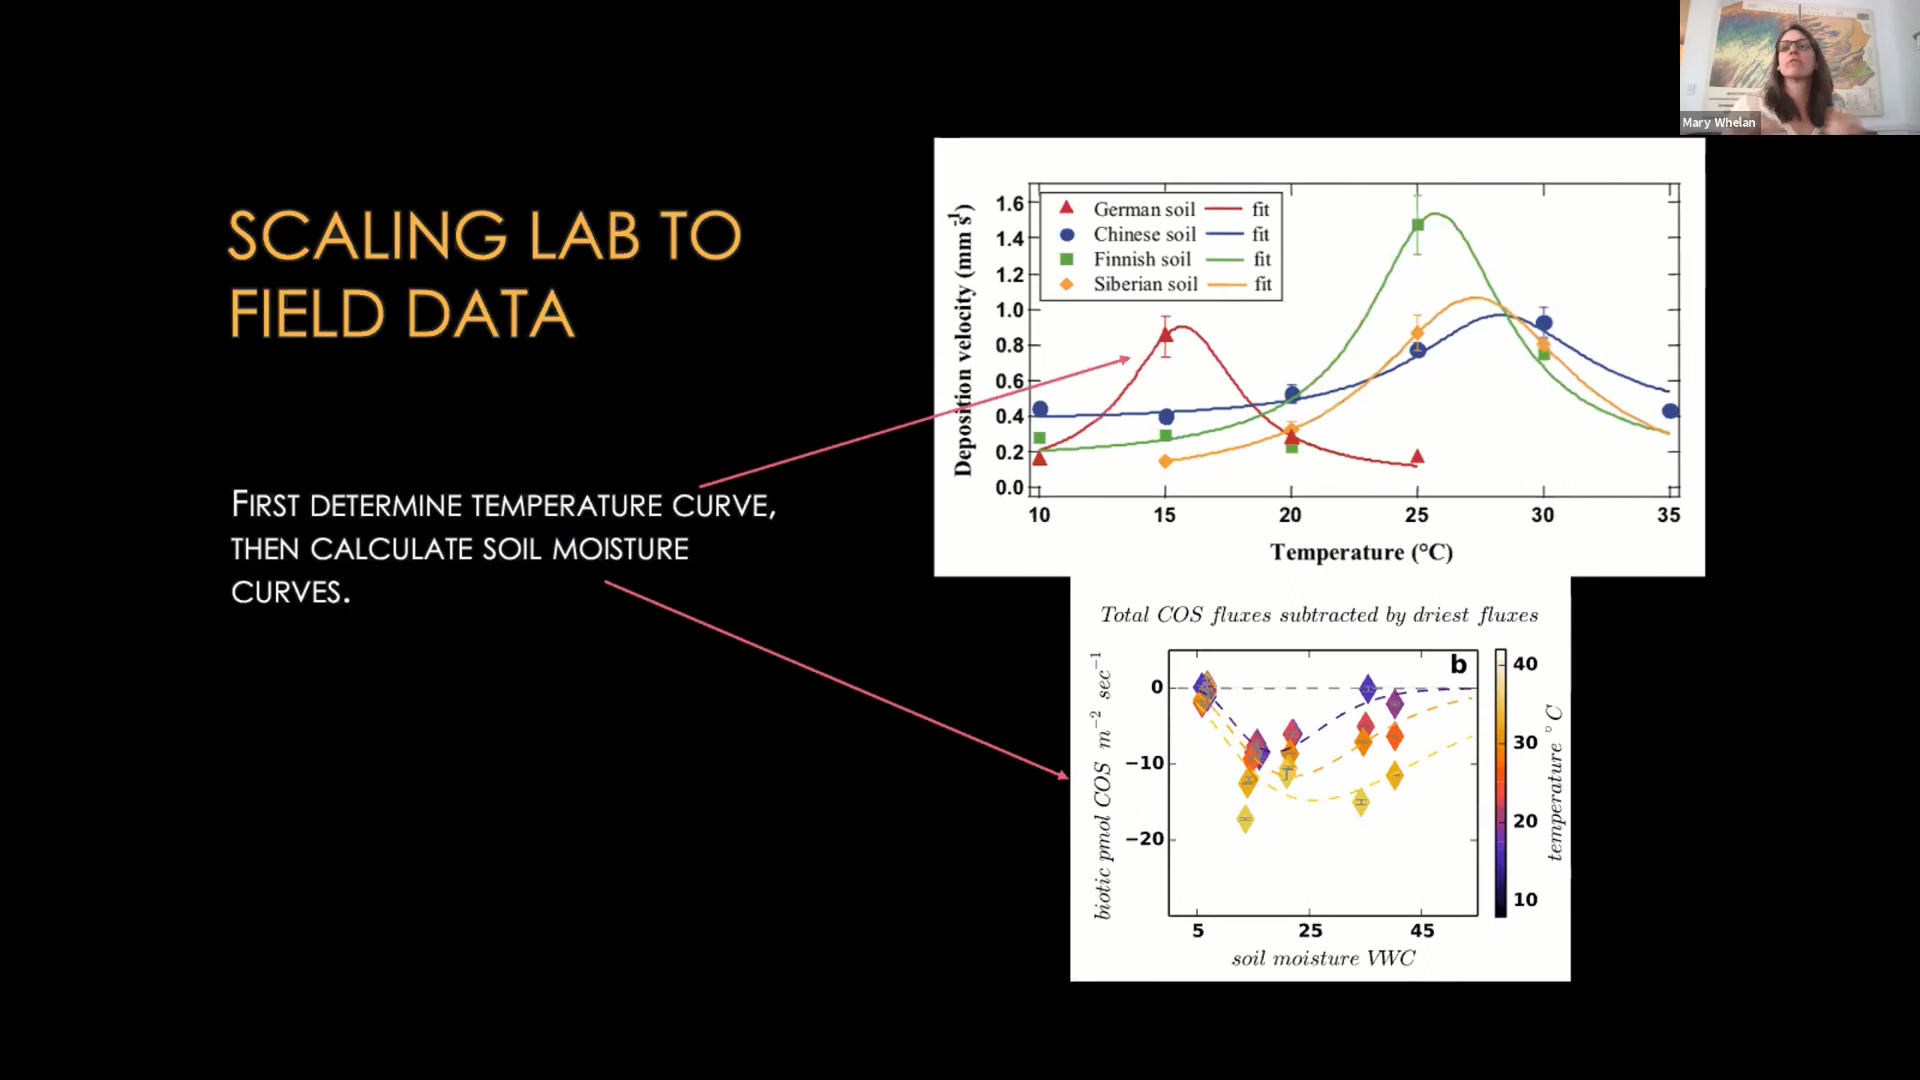 Mary Whelan
SCALING LAB TO
FIELD DATA
FIRST DETERMINE TEMPERATURE CURVE,
THEN CALCULATE SOIL MOISTURE
CURVES.
Deposition velocity (mm s-1)
1.6
1.4
1.2
1.0
0.8
0.6
0.4
0.2
0.0
German soil fit
Chinese soil fit
Finnish soil fit
Siberian soil fit
10 15 20 25 30 35
Temperature (°C)
Total COS fluxes subtracted by driest fluxes
biotic pmol COS m−2 sec−1
0
−10
−20
b
5 25 45
soil moisture VWC
40
30
20
10
temperature °C